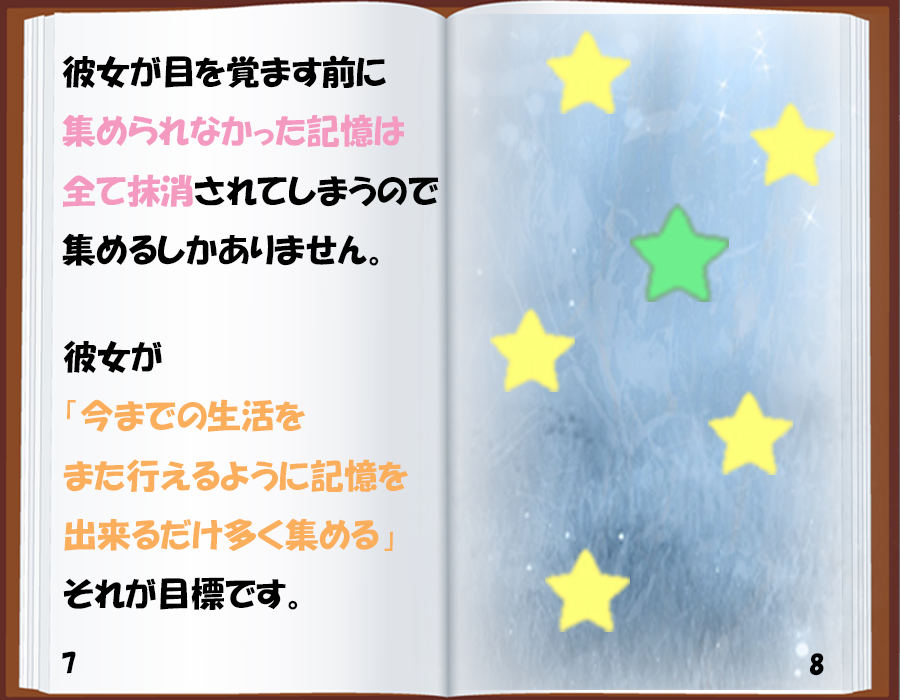 彼女が目を覚ます前に
集められなかった記憶は
全て抹消されてしまうので
集めるしかありません。
彼女が
「今までの生活を
また行えるように記憶を
出来るだけ多く集める」
それが目標です。
7
8